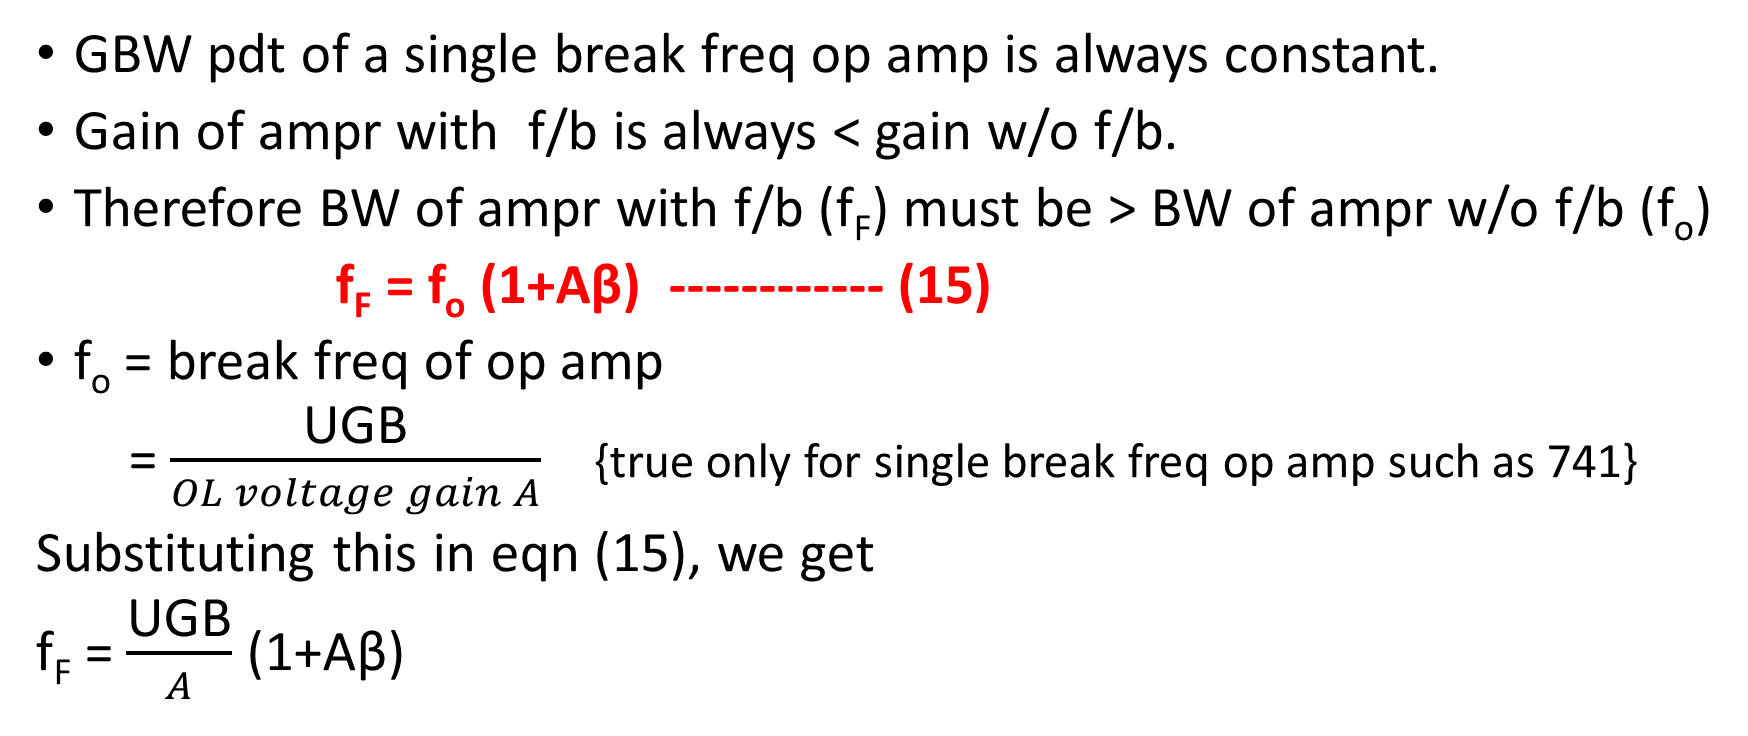 • GBW pdt of a single break freq op amp is always constant.
• Gain of ampr with f/b is always < gain w/o f/b.
• Therefore BW of ampr with f/b (fF) must be > BW of ampr w/o f/b (fo)
fF = fo (1+Aβ) ------------ (15)
• fo = break freq of op amp
= UGB / OL voltage gain A {true only for single break freq op amp such as 741}
Substituting this in eqn (15), we get
fF = UGB / A (1+Aβ)